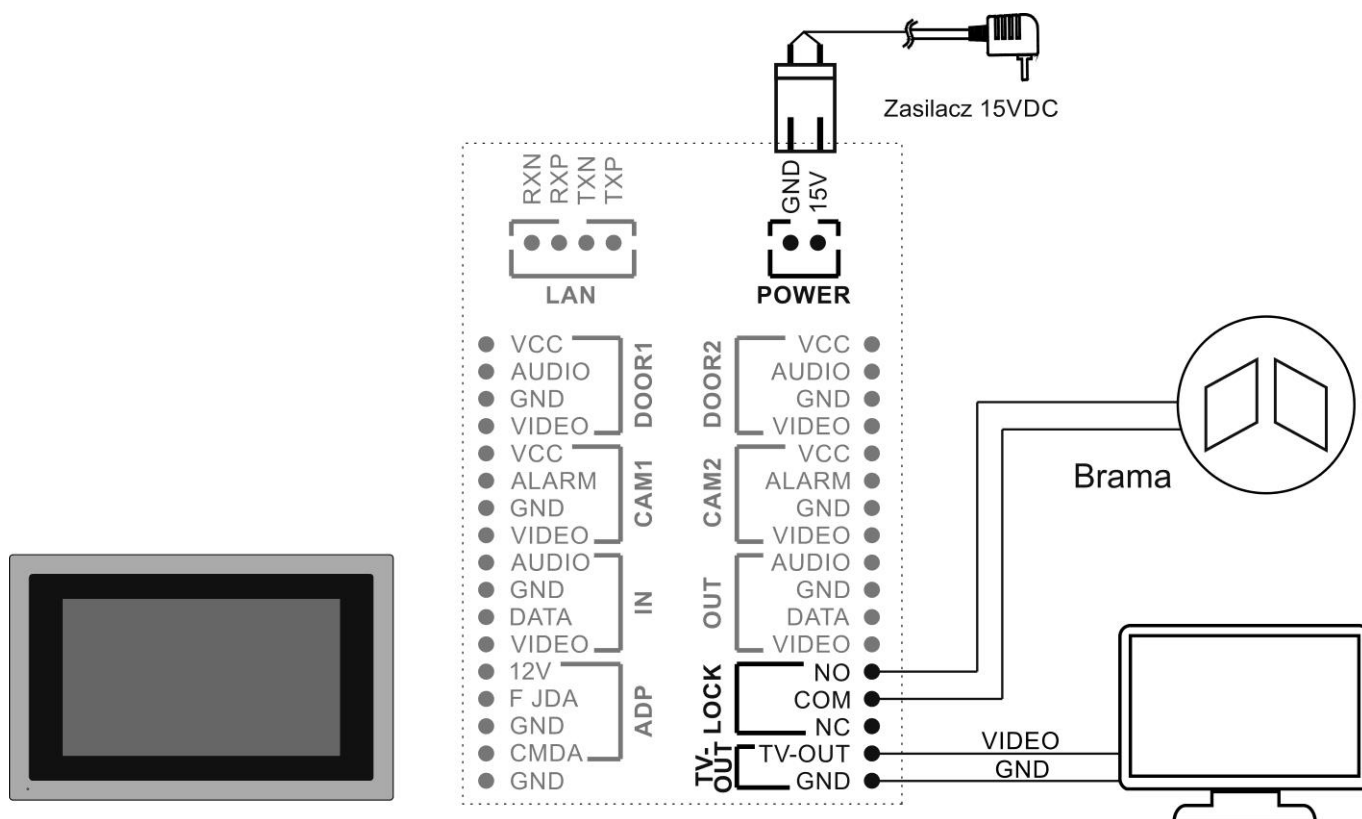 Zasilacz 15VDC
RXN
RXP
TXN
TXP
GND
15V
LAN
POWER
VCC
AUDIO
GND
VIDEO
DOOR1
VCC
ALARM
GND
VIDEO
CAM1
AUDIO
GND
DATA
VIDEO
IN
12V
F JDA
GND
CMDA
ADP
GND
DOOR2
VCC
AUDIO
GND
VIDEO
CAM2
VCC
ALARM
GND
VIDEO
OUT
AUDIO
GND
DATA
VIDEO
LOCK
NO
COM
NC
TV-
OUT
TV-OUT
GND
Brama
VIDEO
GND